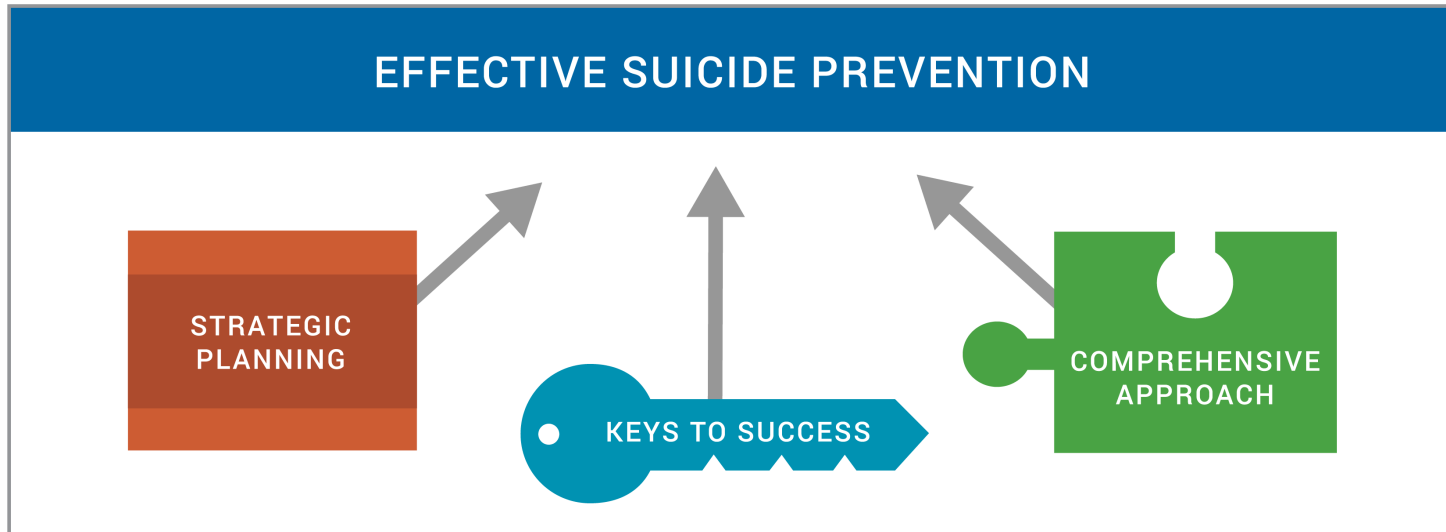 EFFECTIVE SUICIDE PREVENTION
STRATEGIC
PLANNING
KEYS TO SUCCESS
COMPREHENSIVE
APPROACH